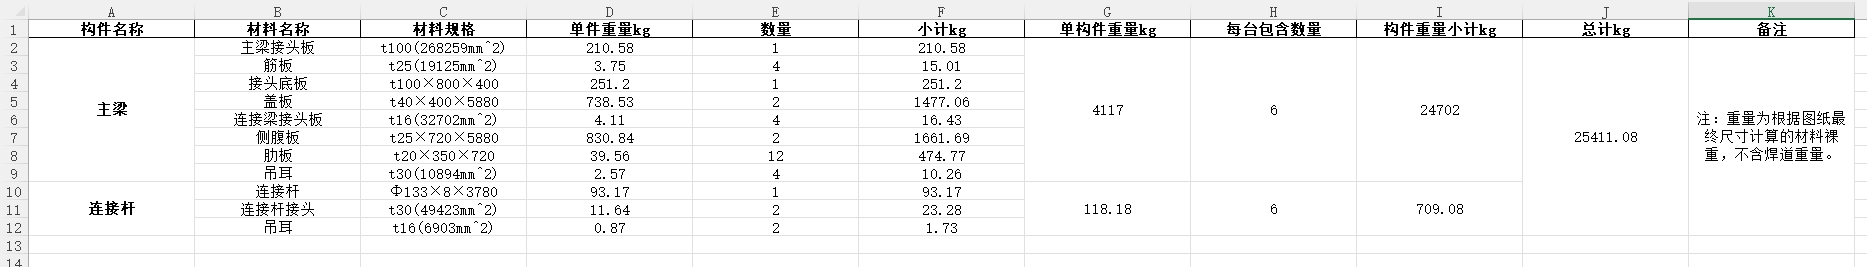 A B C D E F G H I J K
1 构件名称 材料名称 材料规格 单件重量kg 数量 小计kg 单构件重量kg 每台包含数量 构件重量小计kg 总计kg 备注
2 主梁接头板 t100(268259mm^2) 210.58 1 210.58
3 筋板 t25(19125mm^2) 3.75 4 15.01
4 接头底板 t100×800×400 251.2 1 251.2
5 主梁 盖板 t40×400×5880 738.53 2 1477.06 4117 6 24702
6 连接梁接头板 t16(32702mm^2) 4.11 4 16.43
7 侧腹板 t25×720×5880 830.84 2 1661.69 25411.08 注：重量为根据图纸最
终尺寸计算的材料裸
重，不含焊道重量。
8 肋板 t20×350×720 39.56 12 474.77
9 吊耳 t30(10894mm^2) 2.57 4 10.26
10 连接杆 Φ133×8×3780 93.17 1 93.17
11 连接杆 连接杆接头 t30(49423mm^2) 11.64 2 23.28 118.18 6 709.08
12 吊耳 t16(6903mm^2) 0.87 2 1.73
13
14